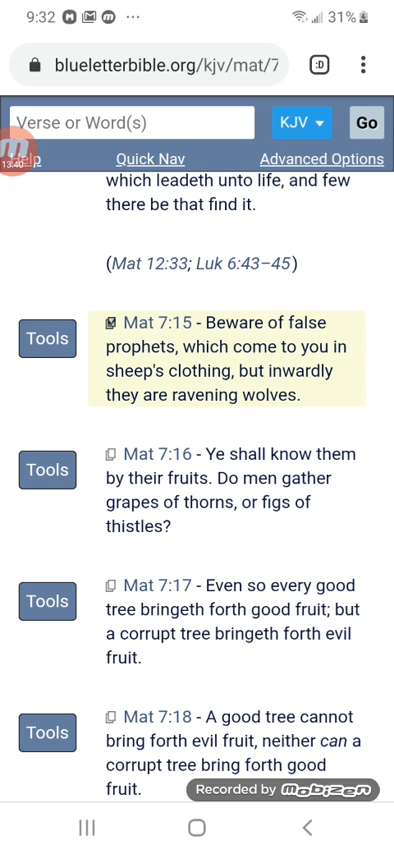 9:32 31%
blueletterbible.org/kjv/mat/7 :D
Verse or Word(s) KJV Go
13:40
Help Quick Nav Advanced Options
which leadeth unto life, and few
there be that find it.
(Mat 12:33; Luk 6:43–45)
Tools
Mat 7:15 - Beware of false
prophets, which come to you in
sheep's clothing, but inwardly
they are ravening wolves.
Tools
Mat 7:16 - Ye shall know them
by their fruits. Do men gather
grapes of thorns, or figs of
thistles?
Tools
Mat 7:17 - Even so every good
tree bringeth forth good fruit; but
a corrupt tree bringeth forth evil
fruit.
Tools
Mat 7:18 - A good tree cannot
bring forth evil fruit, neither can a
corrupt tree bring forth good
fruit.
Recorded by mobizen